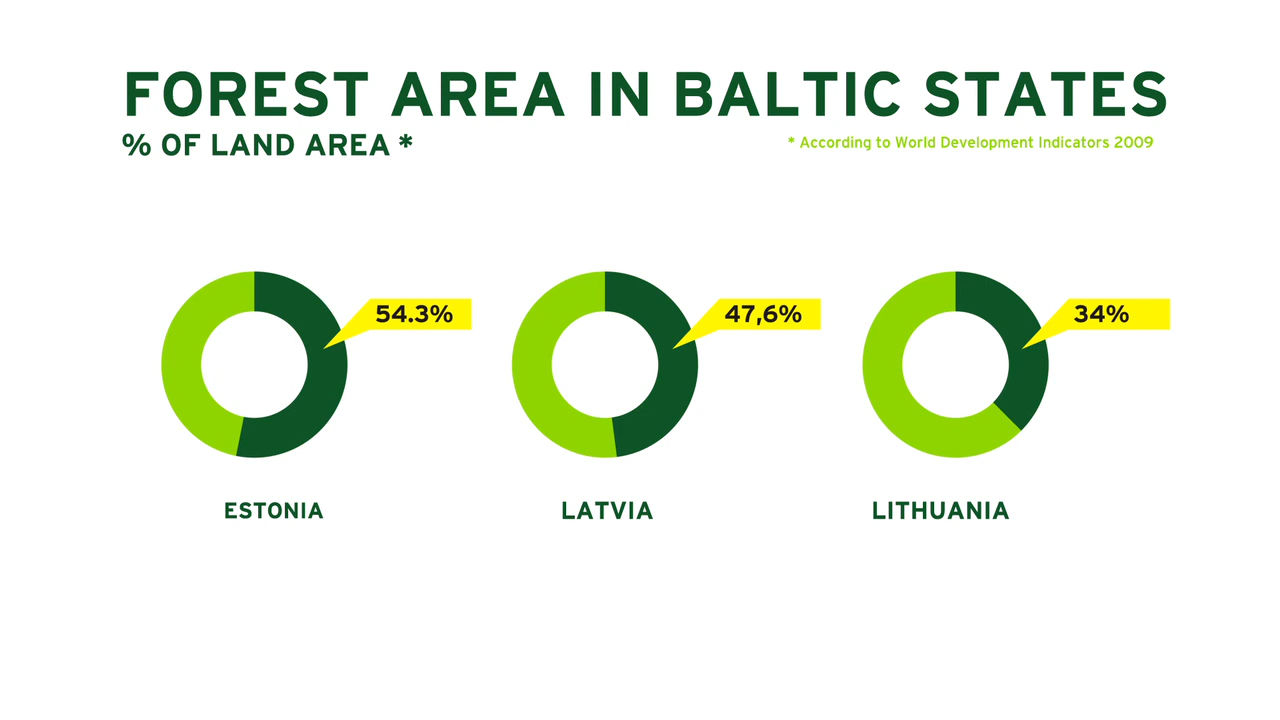 FOREST AREA IN BALTIC STATES
% OF LAND AREA *
* According to World Development Indicators 2009
54.3%
47,6%
34%
ESTONIA
LATVIA
LITHUANIA